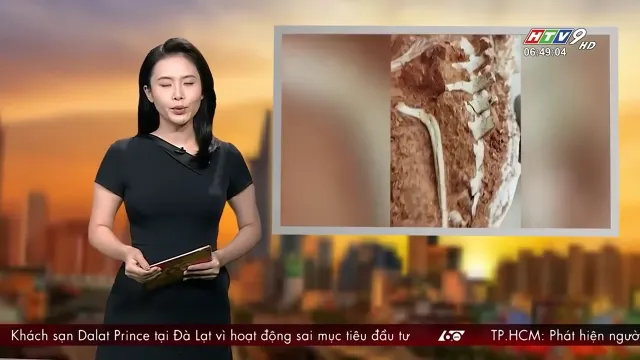 HTV9 HD
06:49:04
Khách sạn Dalat Prince tại Đà Lạt vì hoạt động sai mục tiêu đầu tư 60 TP.HCM: Phát hiện ngườ